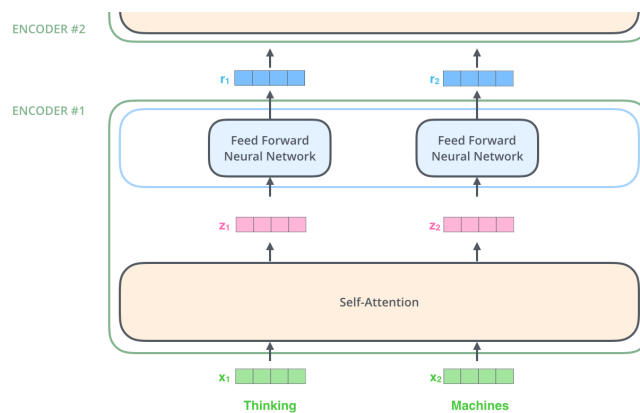 ENCODER #2
r₁
r₂
ENCODER #1
Feed Forward
Neural Network
Feed Forward
Neural Network
z₁
z₂
Self-Attention
x₁
x₂
Thinking
Machines